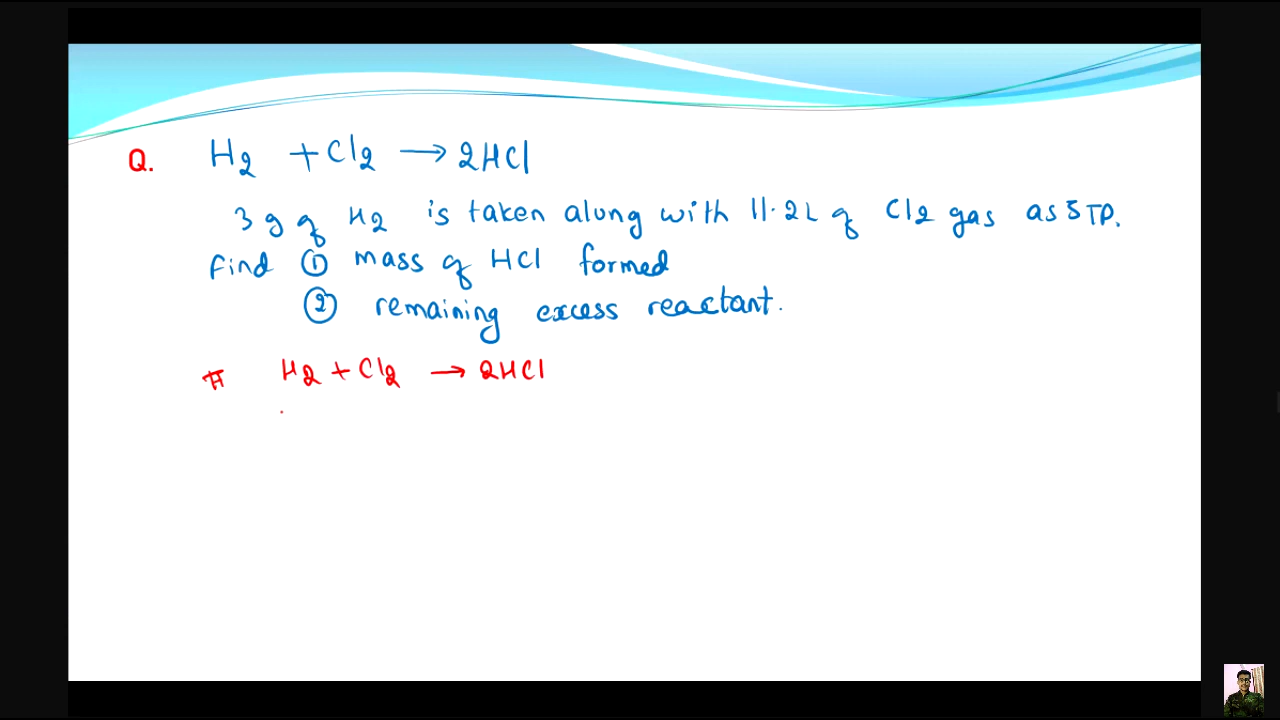 Q. H2 + Cl2 → 2HCl
3 g of H2 is taken along with 11.2L of Cl2 gas as STP.
Find ① mass of HCl formed
② remaining excess reactant.
# H2 + Cl2 → 2HCl